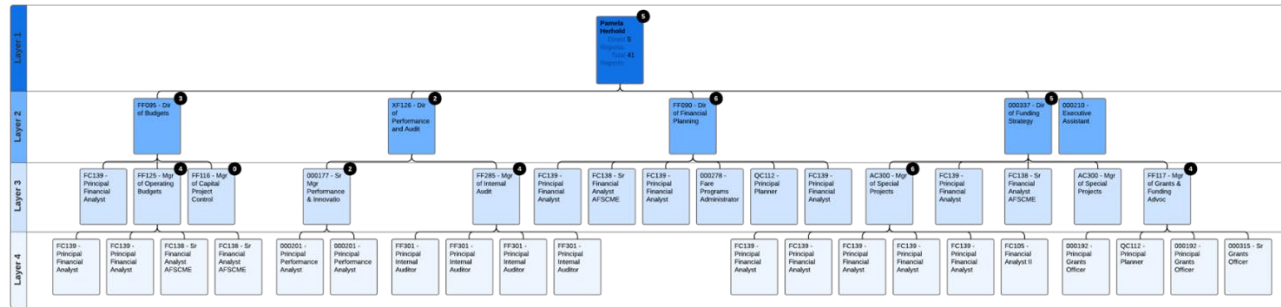 Layer 1
Pamela
Herhold
Direct 5
Reports:
Total 41
Reports:
5
Layer 2
FF095 - Dir
of Budgets
3
XF126 - Dir
of
Performance
and Audit
2
FF090 - Dir
of Financial
Planning
6
000337 - Dir
of Funding
Strategy
5
000210 -
Executive
Assistant
Layer 3
FC139 -
Principal
Financial
Analyst
FF125 - Mgr
of Operating
Budgets
4
FF116 - Mgr
of Capital
Project
Control
0
000177 - Sr
Mgr
Performance
& Innovatio
2
FF285 - Mgr
of Internal
Audit
4
FC139 -
Principal
Financial
Analyst
FC138 - Sr
Financial
Analyst
AFSCME
FC139 -
Principal
Financial
Analyst
000278 -
Fare
Programs
Administrator
QC112 -
Principal
Planner
FC139 -
Principal
Financial
Analyst
AC300 - Mgr
of Special
Projects
6
FC139 -
Principal
Financial
Analyst
FC138 - Sr
Financial
Analyst
AFSCME
AC300 - Mgr
of Special
Projects
FF117 - Mgr
of Grants &
Funding
Advoc
4
Layer 4
FC139 -
Principal
Financial
Analyst
FC139 -
Principal
Financial
Analyst
FC138 - Sr
Financial
Analyst
AFSCME
FC138 - Sr
Financial
Analyst
AFSCME
000201 -
Principal
Performance
Analyst
000201 -
Principal
Performance
Analyst
FF301 -
Principal
Internal
Auditor
FF301 -
Principal
Internal
Auditor
FF301 -
Principal
Internal
Auditor
FF301 -
Principal
Internal
Auditor
FC139 -
Principal
Financial
Analyst
FC139 -
Principal
Financial
Analyst
FC139 -
Principal
Financial
Analyst
FC139 -
Principal
Financial
Analyst
FC139 -
Principal
Financial
Analyst
FC105 -
Financial
Analyst II
000192 -
Principal
Grants
Officer
QC112 -
Principal
Planner
000192 -
Principal
Grants
Officer
000315 - Sr
Grants
Officer